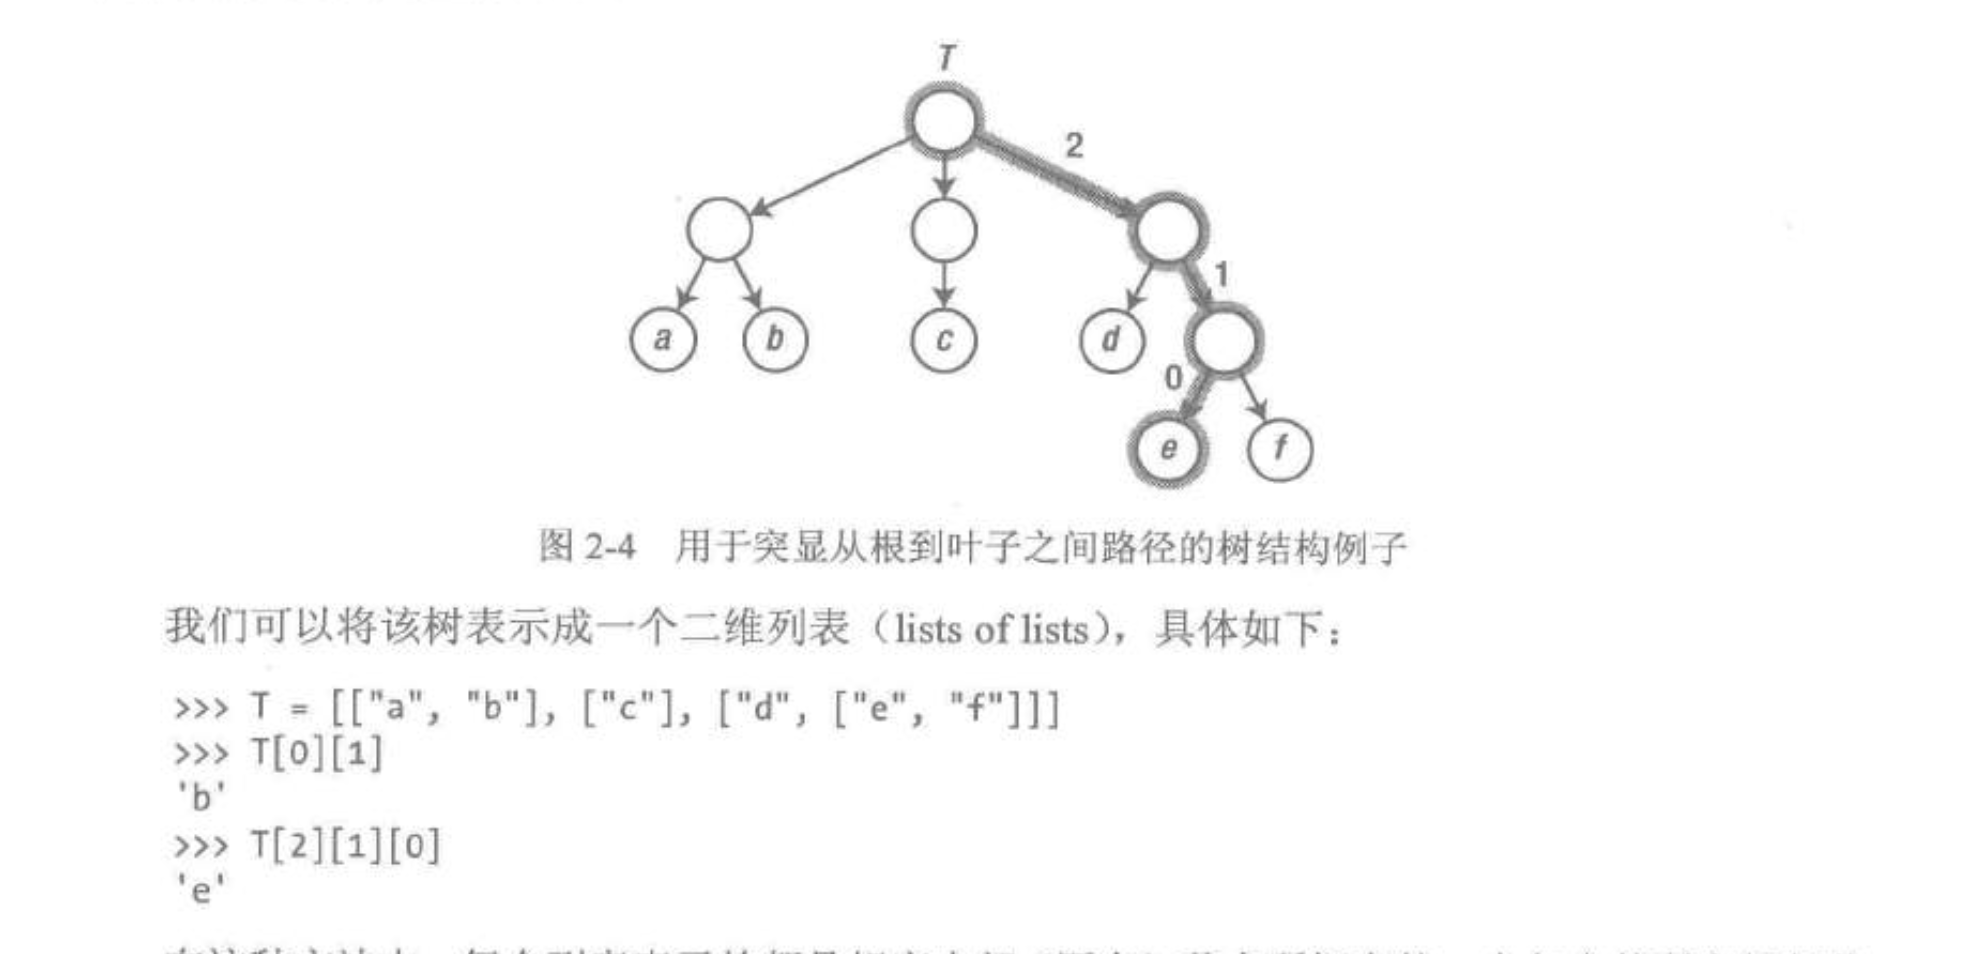 T
2
1
a b c d
0
e f
图 2-4 用于突显从根到叶子之间路径的树结构例子
我们可以将该树表示成一个二维列表（lists of lists），具体如下：
>>> T = [["a", "b"], ["c"], ["d", ["e", "f"]]]
>>> T[0][1]
'b'
>>> T[2][1][0]
'e'